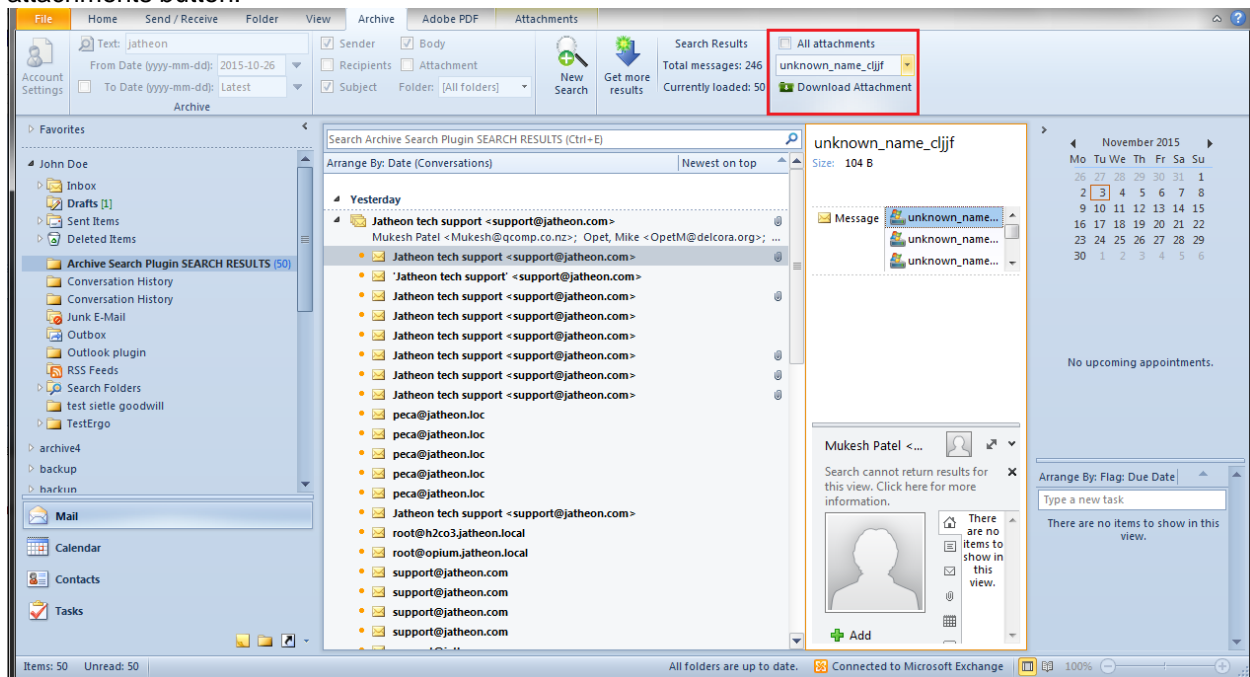 attachments button.
File Home Send / Receive Folder View Archive Adobe PDF Attachments
Text: jatheon
From Date (yyyy-mm-dd): 2015-10-26
To Date (yyyy-mm-dd): Latest
Account Settings
Archive
Sender Body
Recipients Attachment
Subject Folder: [All folders]
New Search
Get more results
Search Results
Total messages: 246
Currently loaded: 50
All attachments
unknown_name_cljjf
Download Attachment
Favorites
John Doe
Inbox
Drafts [1]
Sent Items
Deleted Items
Archive Search Plugin SEARCH RESULTS (50)
Conversation History
Conversation History
Junk E-Mail
Outbox
Outlook plugin
RSS Feeds
Search Folders
test sietle goodwill
TestErgo
archive4
backup
backup
Mail
Calendar
Contacts
Tasks
Search Archive Search Plugin SEARCH RESULTS (Ctrl+E)
Arrange By: Date (Conversations) Newest on top
Yesterday
Jatheon tech support <support@jatheon.com>
Mukesh Patel <Mukesh@qcomp.co.nz>; Opet, Mike <OpetM@delcora.org>; ...
Jatheon tech support <support@jatheon.com>
'Jatheon tech support' <support@jatheon.com>
Jatheon tech support <support@jatheon.com>
Jatheon tech support <support@jatheon.com>
Jatheon tech support <support@jatheon.com>
Jatheon tech support <support@jatheon.com>
Jatheon tech support <support@jatheon.com>
Jatheon tech support <support@jatheon.com>
peca@jatheon.loc
peca@jatheon.loc
peca@jatheon.loc
peca@jatheon.loc
peca@jatheon.loc
Jatheon tech support <support@jatheon.com>
root@h2co3.jatheon.local
root@opium.jatheon.local
support@jatheon.com
support@jatheon.com
support@jatheon.com
support@jatheon.com
unknown_name_cljjf
Size: 104 B
Message unknown_name...
unknown_name...
unknown_name...
Mukesh Patel <...
Search cannot return results for
this view. Click here for more
information.
There
are no
items to
show in
this
view.
Add
November 2015
Mo Tu We Th Fr Sa Su
26 27 28 29 30 31 1
2 3 4 5 6 7 8
9 10 11 12 13 14 15
16 17 18 19 20 21 22
23 24 25 26 27 28 29
30 1 2 3 4 5 6
No upcoming appointments.
Arrange By: Flag: Due Date
Type a new task
There are no items to show in this
view.
Items: 50 Unread: 50
All folders are up to date. Connected to Microsoft Exchange 100%